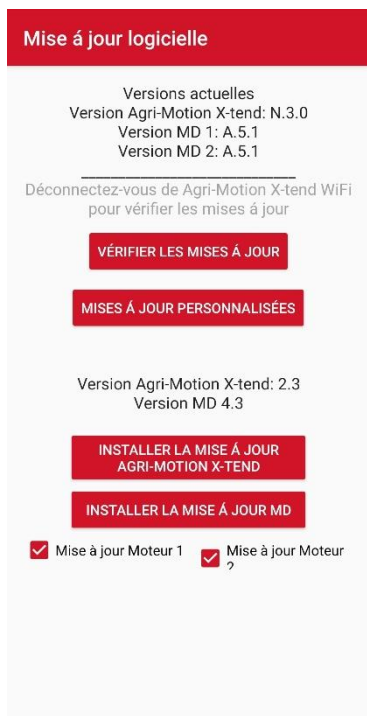 Mise á jour logicielle
Versions actuelles
Version Agri-Motion X-tend: N.3.0
Version MD 1: A.5.1
Version MD 2: A.5.1
Déconnectez-vous de Agri-Motion X-tend WiFi
pour vérifier les mises á jour
VÉRIFIER LES MISES Á JOUR
MISES Á JOUR PERSONNALISÉES
Version Agri-Motion X-tend: 2.3
Version MD 4.3
INSTALLER LA MISE Á JOUR
AGRI-MOTION X-TEND
INSTALLER LA MISE Á JOUR MD
Mise à jour Moteur 1
Mise à jour Moteur
2